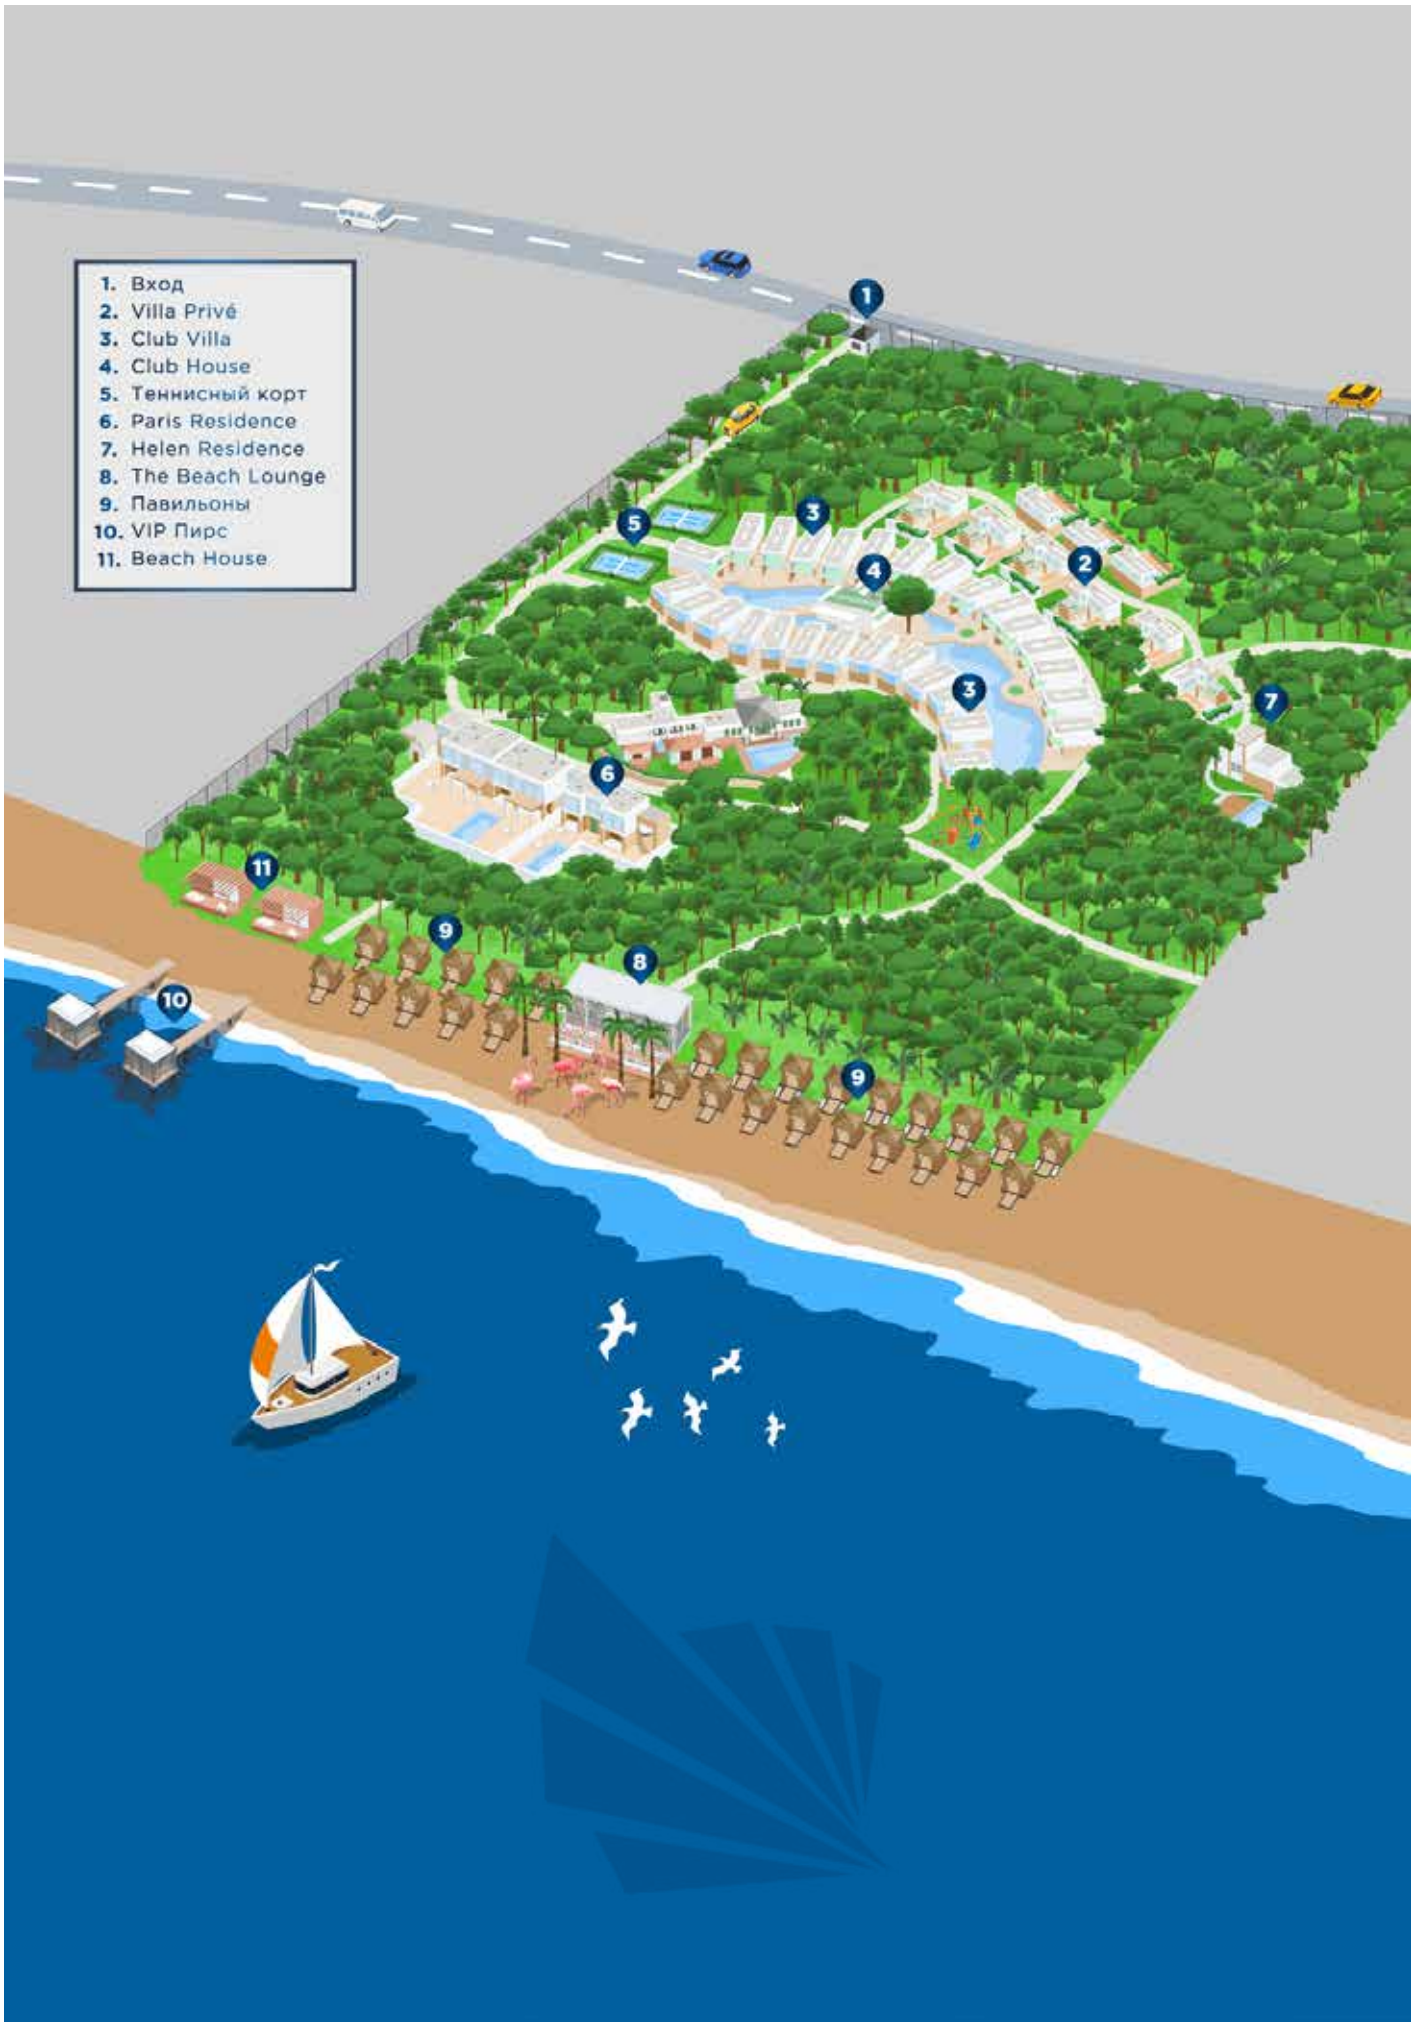 1. Вход
2. Villa Privé
3. Club Villa
4. Club House
5. Теннисный корт
6. Paris Residence
7. Helen Residence
8. The Beach Lounge
9. Павильоны
10. VIP Пирс
11. Beach House
1
3
5
4
2
3
7
6
11
9
8
10
9